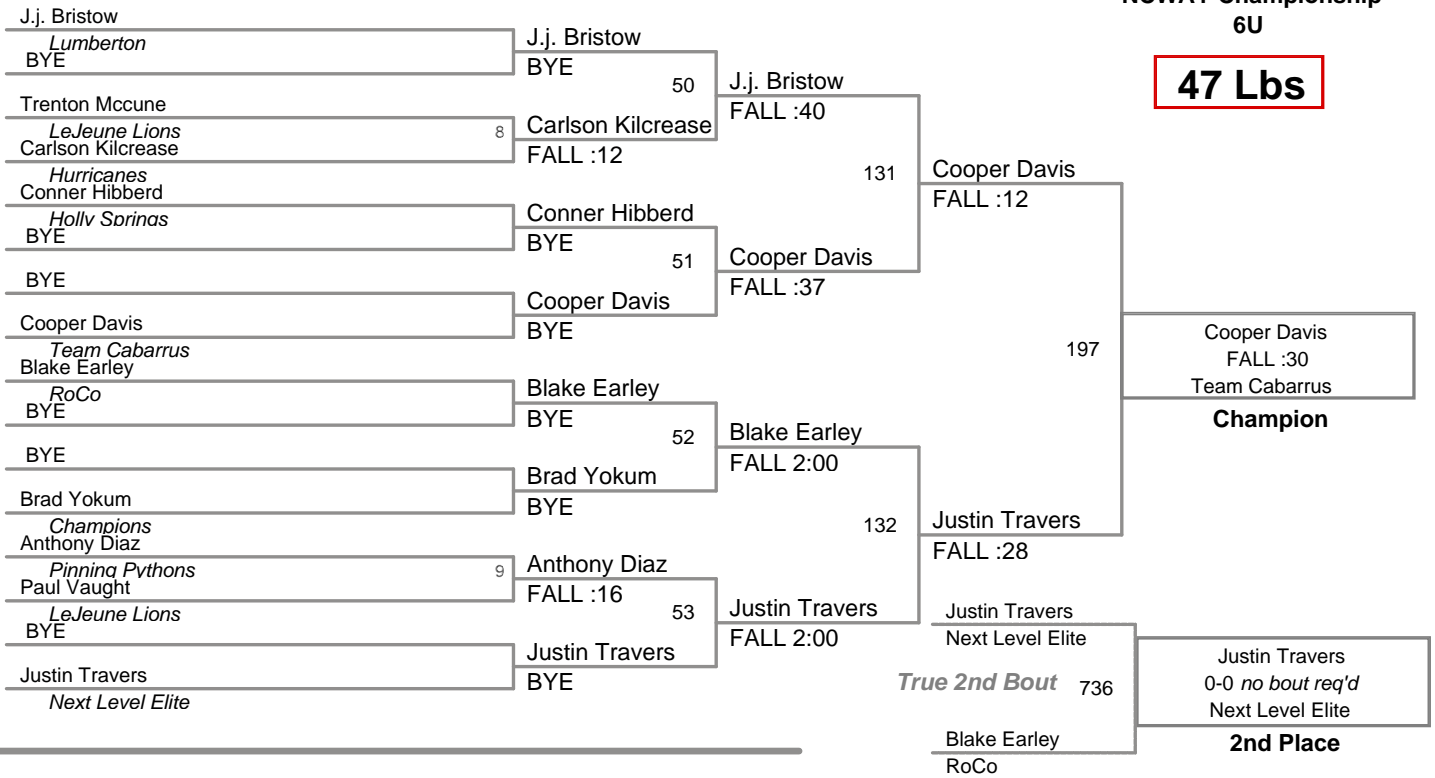 Championship
6U
47 Lbs
J.j. Bristow
Lumberton
BYE
Trenton Mccune
LeJeune Lions
Carlson Kilcrease
Hurricanes
Conner Hibberd
Holly Springs
BYE
BYE
Cooper Davis
Team Cabarrus
Blake Earley
RoCo
BYE
BYE
Brad Yokum
Champions
Anthony Diaz
Pinning Pythons
Paul Vaught
LeJeune Lions
BYE
Justin Travers
Next Level Elite
J.j. Bristow
BYE
8
Carlson Kilcrease
FALL :12
Conner Hibberd
BYE
Cooper Davis
BYE
Blake Earley
BYE
Brad Yokum
BYE
9
Anthony Diaz
FALL :16
Justin Travers
BYE
50
J.j. Bristow
FALL :40
51
Cooper Davis
FALL :37
52
Blake Earley
FALL 2:00
53
Justin Travers
FALL 2:00
131
Cooper Davis
FALL :12
132
Justin Travers
FALL :28
197
Cooper Davis
FALL :30
Team Cabarrus
Champion
Justin Travers
Next Level Elite
True 2nd Bout 736
Blake Earley
RoCo
Justin Travers
0-0 no bout req'd
Next Level Elite
2nd Place